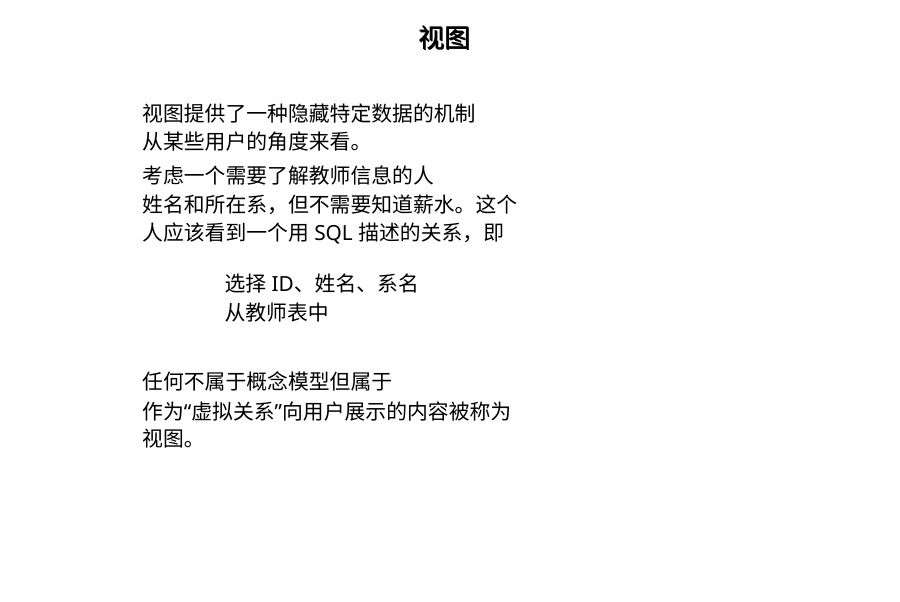 视图
视图提供了一种隐藏特定数据的机制
从某些用户的角度来看。
考虑一个需要了解教师信息的人
姓名和所在系，但不需要知道薪水。这个
人应该看到一个用 SQL 描述的关系，即
选择 ID、姓名、系名
从教师表中
任何不属于概念模型但属于
作为“虚拟关系”向用户展示的内容被称为
视图。